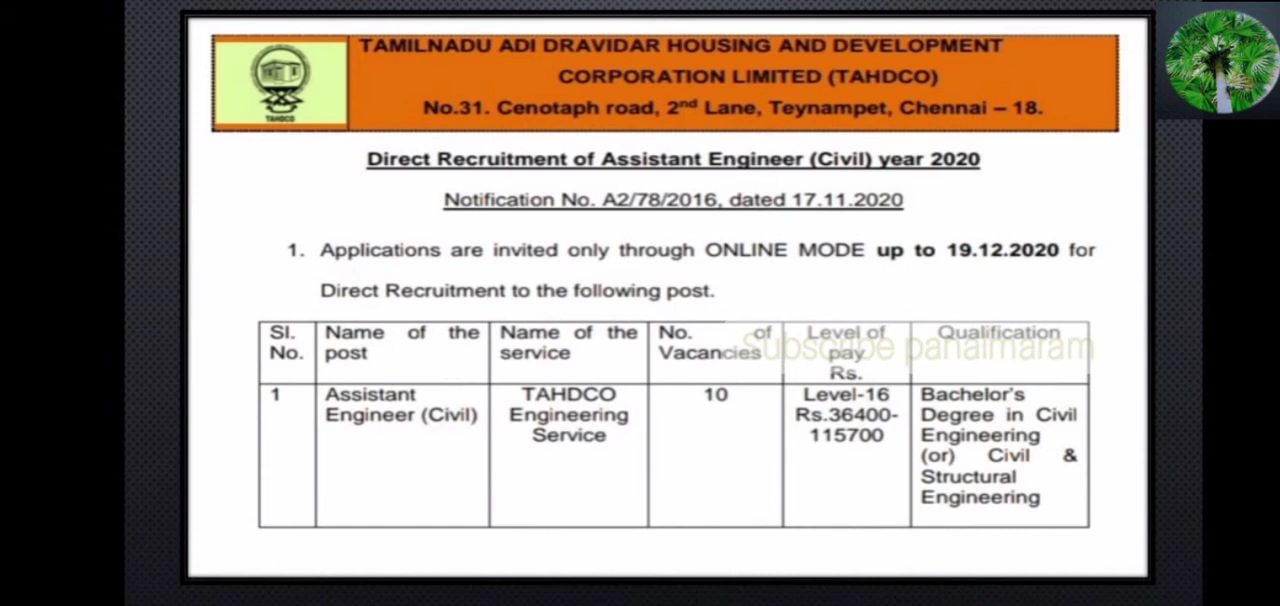 TAMILNADU ADI DRAVIDAR HOUSING AND DEVELOPMENT
CORPORATION LIMITED (TAHDCO)
No.31. Cenotaph road, 2nd Lane, Teynampet, Chennai – 18.
TAHDCO
Direct Recruitment of Assistant Engineer (Civil) year 2020
Notification No. A2/78/2016, dated 17.11.2020
1. Applications are invited only through ONLINE MODE up to 19.12.2020 for
Direct Recruitment to the following post.
Sl. No.
Name of the post
Name of the service
No. of Vacancies
Level of pay Rs.
Qualification
Subscribe panaimaram
1
Assistant
Engineer (Civil)
TAHDCO
Engineering
Service
10
Level-16
Rs.36400-
115700
Bachelor's
Degree in Civil
Engineering
(or) Civil &
Structural
Engineering